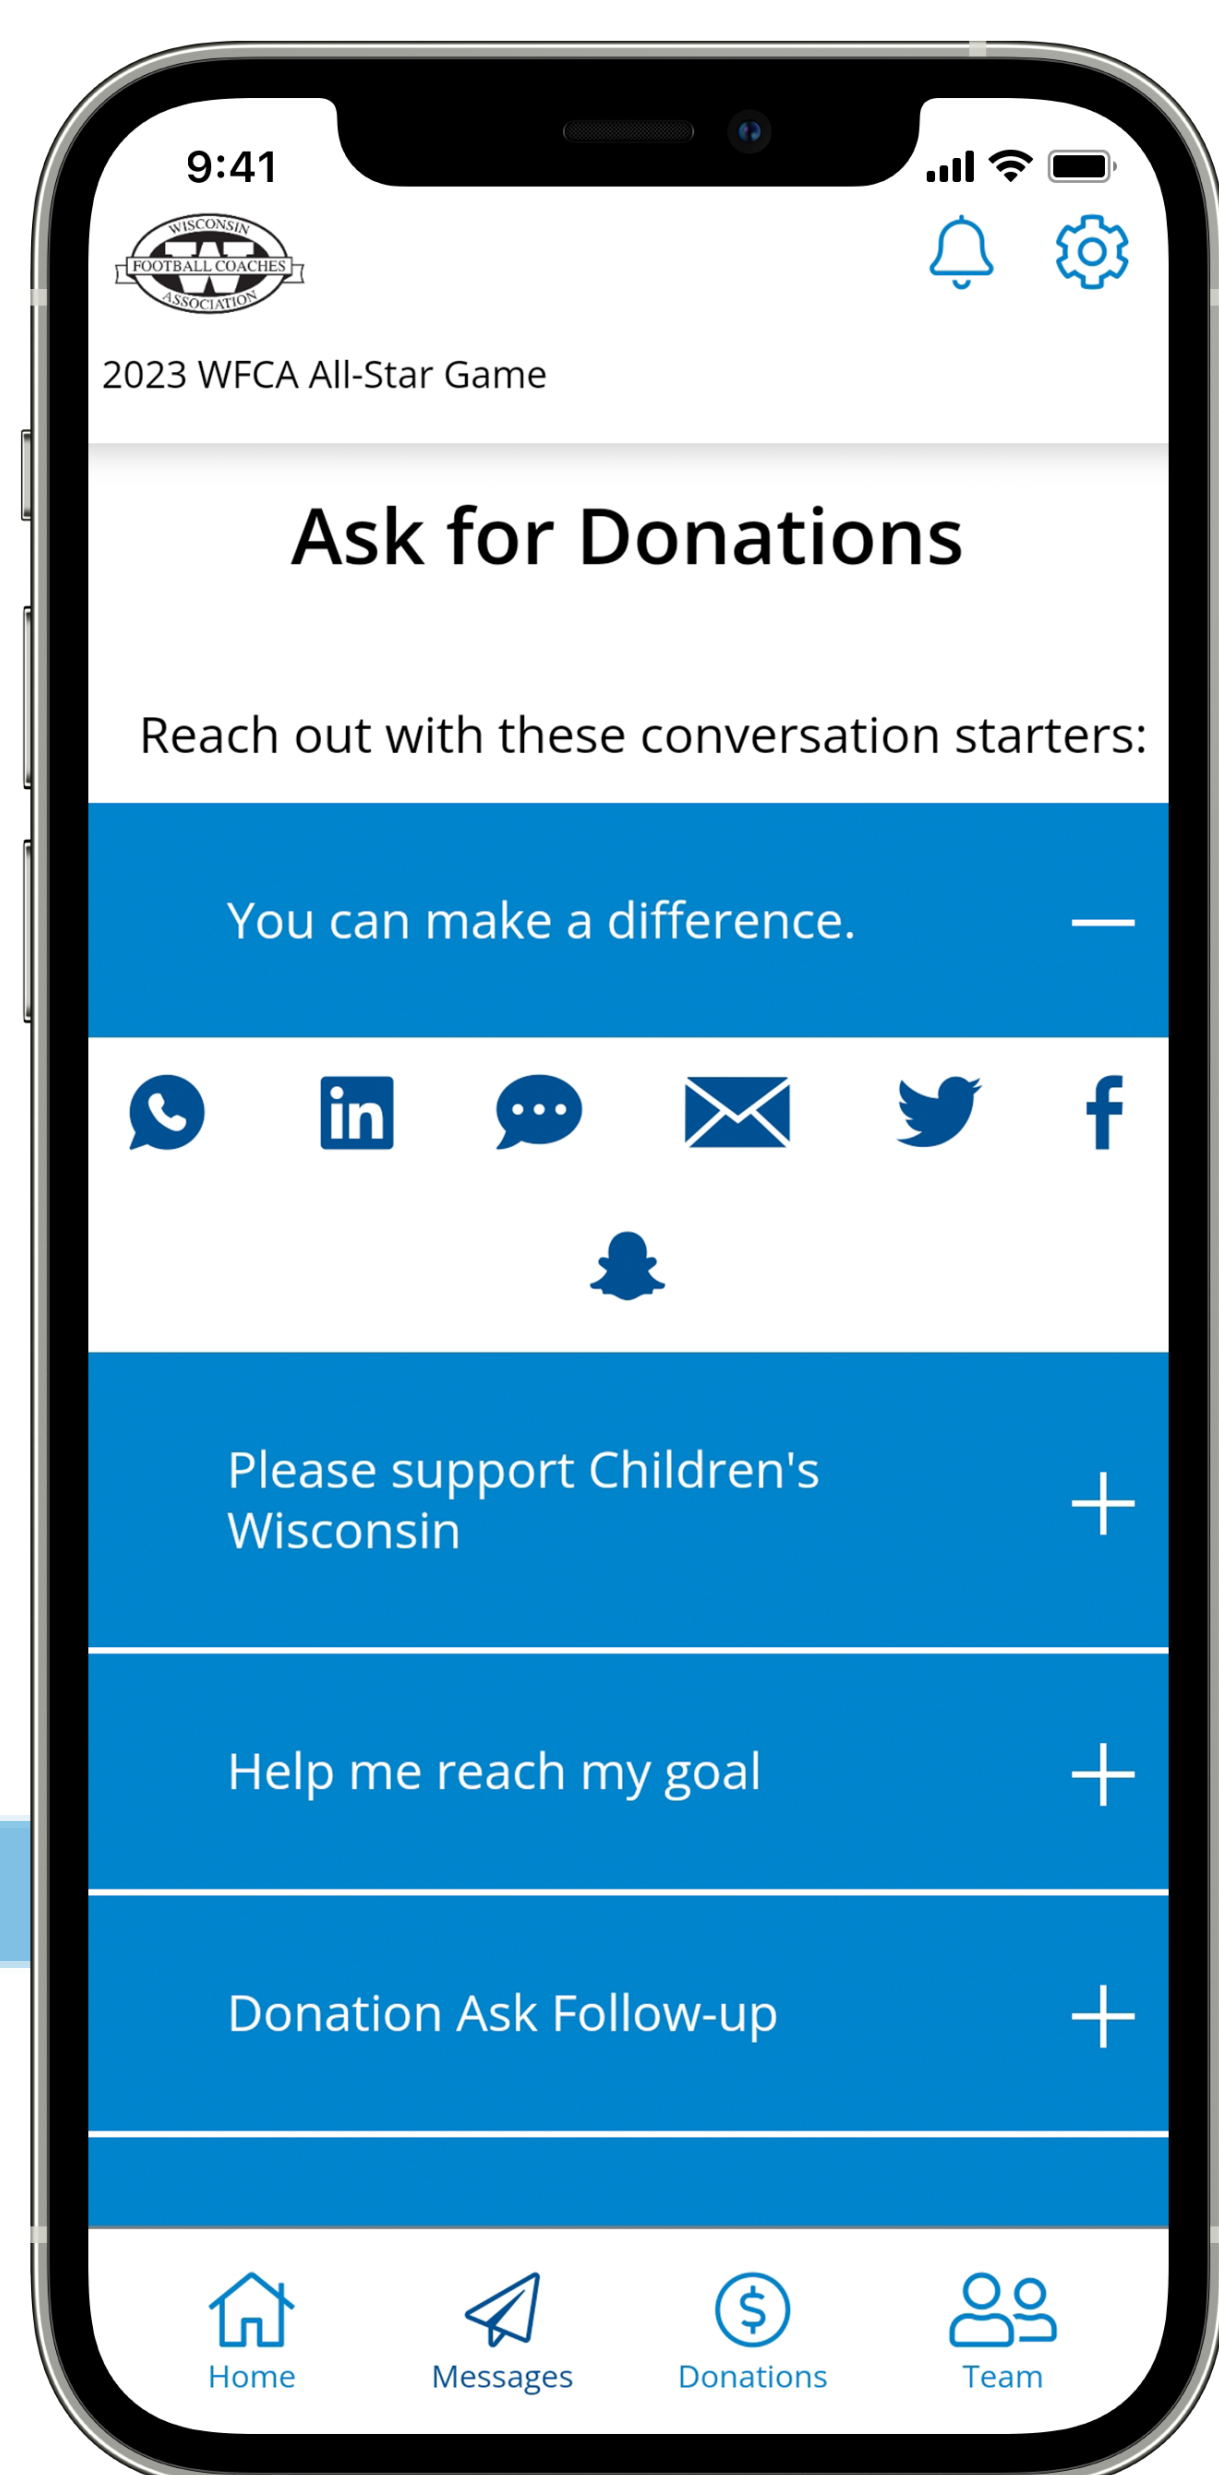 9:41
WISCONSIN
W
FOOTBALL COACHES
ASSOCIATION
2023 WFCA All-Star Game
Ask for Donations
Reach out with these conversation starters:
You can make a difference.
in
f
Please support Children's
Wisconsin
Help me reach my goal
Donation Ask Follow-up
$
Home
Messages
Donations
Team